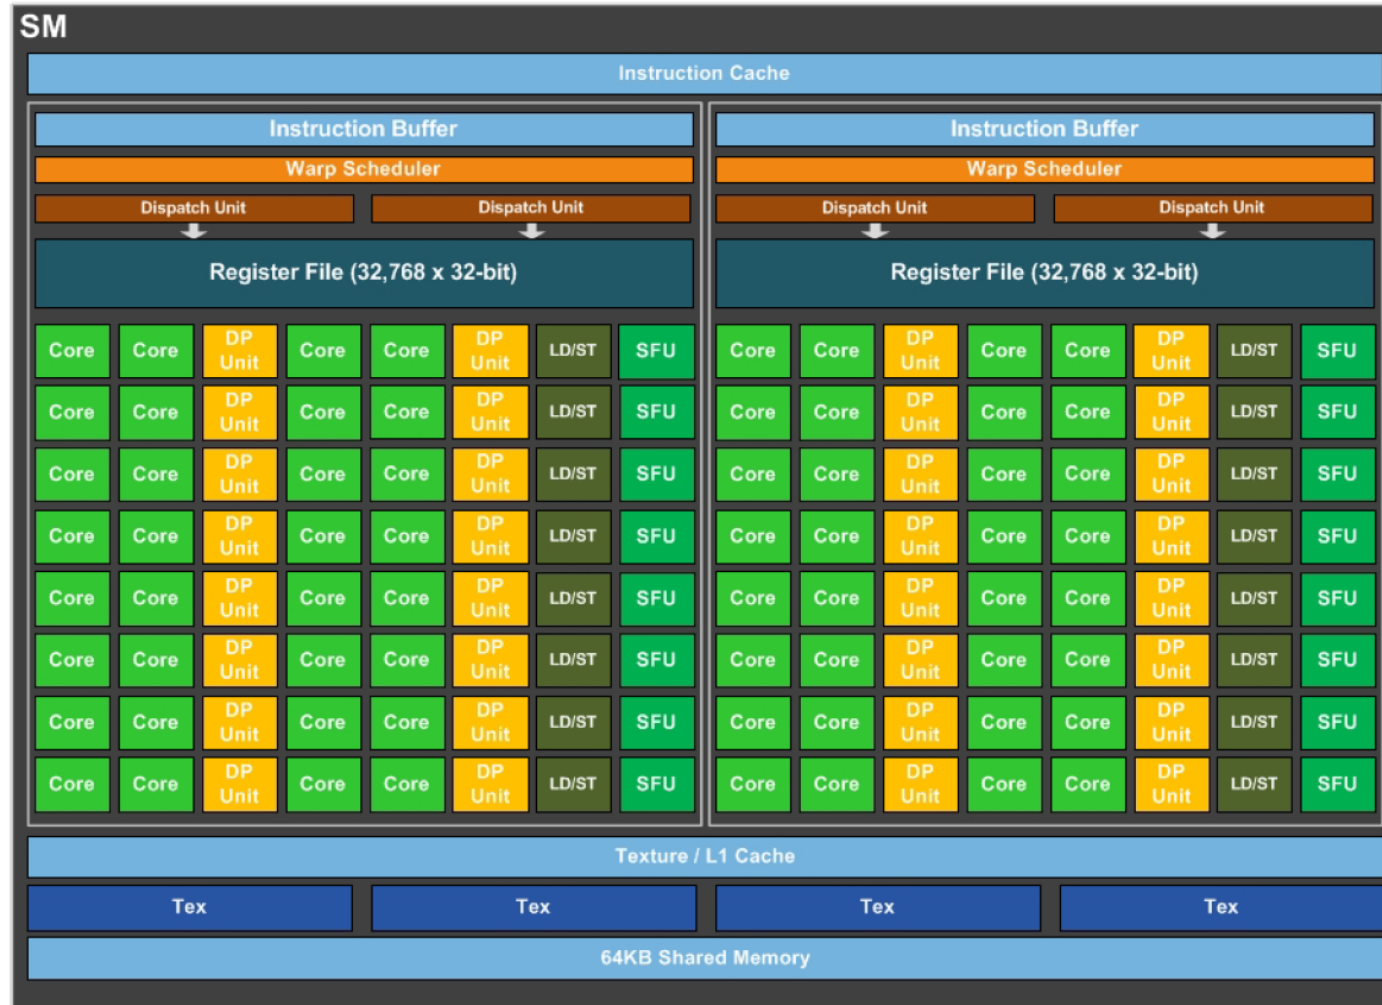 SM
Instruction Cache
Instruction Buffer Instruction Buffer
Warp Scheduler Warp Scheduler
Dispatch Unit Dispatch Unit Dispatch Unit Dispatch Unit
Register File (32,768 x 32-bit) Register File (32,768 x 32-bit)
Core Core DP Unit Core Core DP Unit LD/ST SFU Core Core DP Unit Core Core DP Unit LD/ST SFU
Core Core DP Unit Core Core DP Unit LD/ST SFU Core Core DP Unit Core Core DP Unit LD/ST SFU
Core Core DP Unit Core Core DP Unit LD/ST SFU Core Core DP Unit Core Core DP Unit LD/ST SFU
Core Core DP Unit Core Core DP Unit LD/ST SFU Core Core DP Unit Core Core DP Unit LD/ST SFU
Core Core DP Unit Core Core DP Unit LD/ST SFU Core Core DP Unit Core Core DP Unit LD/ST SFU
Core Core DP Unit Core Core DP Unit LD/ST SFU Core Core DP Unit Core Core DP Unit LD/ST SFU
Core Core DP Unit Core Core DP Unit LD/ST SFU Core Core DP Unit Core Core DP Unit LD/ST SFU
Core Core DP Unit Core Core DP Unit LD/ST SFU Core Core DP Unit Core Core DP Unit LD/ST SFU
Texture / L1 Cache
Tex Tex Tex Tex
64KB Shared Memory